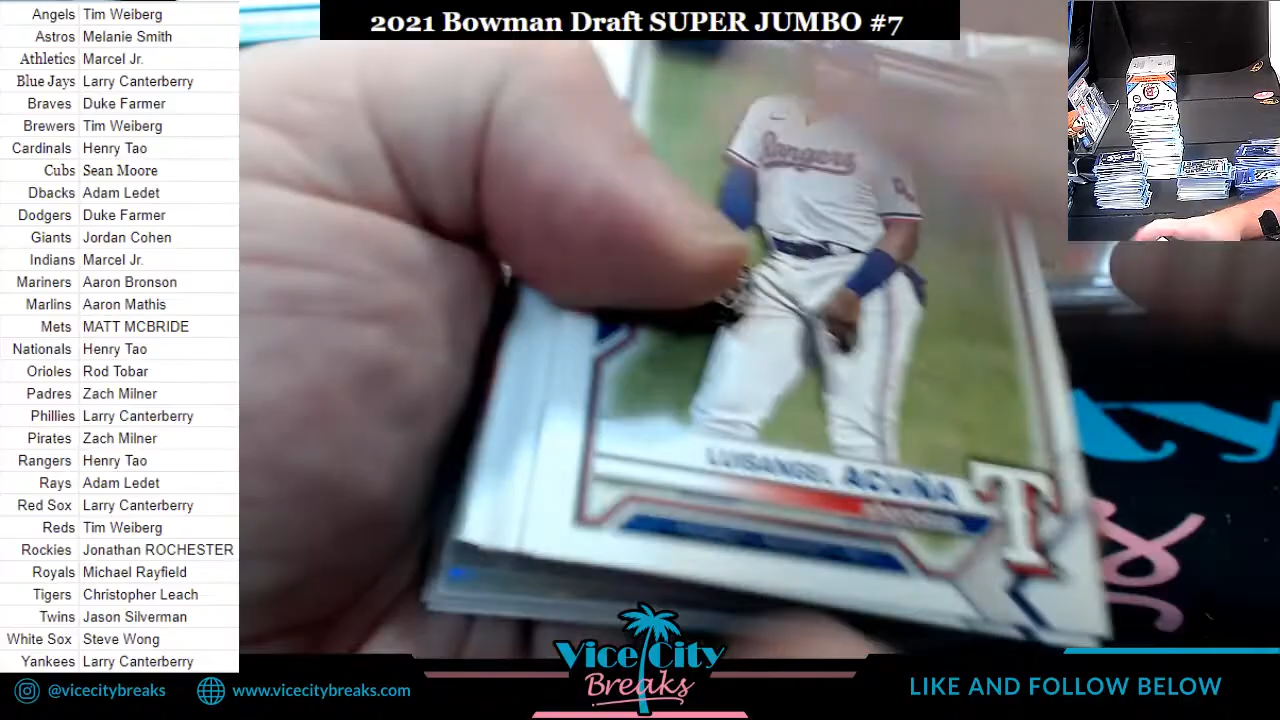 2021 Bowman Draft SUPER JUMBO #7
Angels Tim Weiberg
Astros Melanie Smith
Athletics Marcel Jr.
Blue Jays Larry Canterberry
Braves Duke Farmer
Brewers Tim Weiberg
Cardinals Henry Tao
Cubs Sean Moore
Dbacks Adam Ledet
Dodgers Duke Farmer
Giants Jordan Cohen
Indians Marcel Jr.
Mariners Aaron Bronson
Marlins Aaron Mathis
Mets MATT MCBRIDE
Nationals Henry Tao
Orioles Rod Tobar
Padres Zach Milner
Phillies Larry Canterberry
Pirates Zach Milner
Rangers Henry Tao
Rays Adam Ledet
Red Sox Larry Canterberry
Reds Tim Weiberg
Rockies Jonathan ROCHESTER
Royals Michael Rayfield
Tigers Christopher Leach
Twins Jason Silverman
White Sox Steve Wong
Yankees Larry Canterberry
Rangers
LUISANGEL ACUÑA
T
@vicecitybreaks
www.vicecitybreaks.com
Vice City
Breaks
LIKE AND FOLLOW BELOW